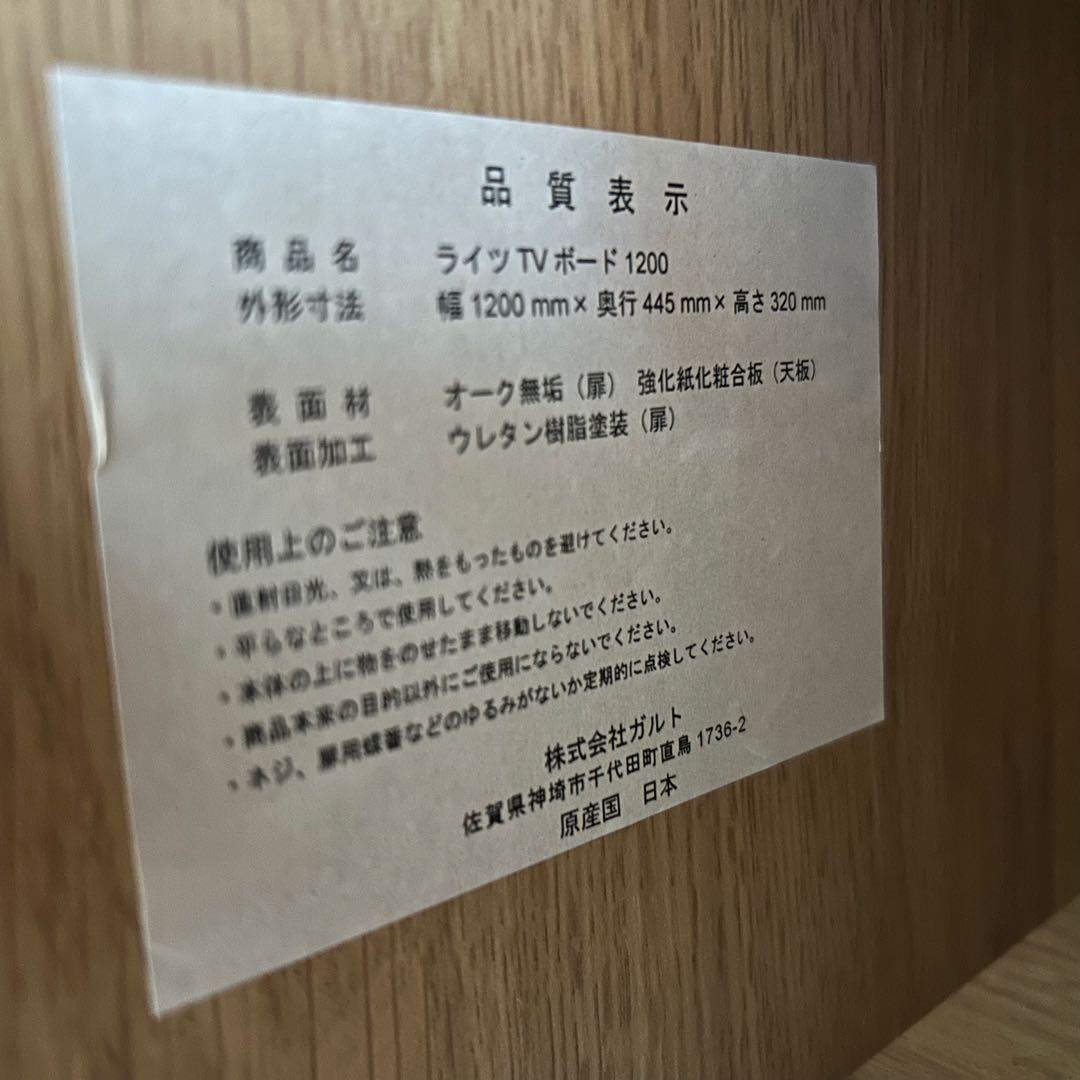 品質表示
商品名 ライツTVボード1200
外形寸法 幅1200mm×奥行445mm×高さ320mm
表面材 オーク無垢（扉） 強化紙化粧合板（天板）
表面加工 ウレタン樹脂塗装（扉）
使用上のご注意
・直射日光、又は、熱をもったものを避けてください。
・平らなところで使用してください。
・本体の上に物をのせたまま移動しないでください。
・商品本来の目的以外にご使用にならないでください。
・ネジ、扉用蝶番などのゆるみがないか定期的に点検してください。
株式会社ガルト
佐賀県神埼市千代田町直鳥1736-2
原産国 日本